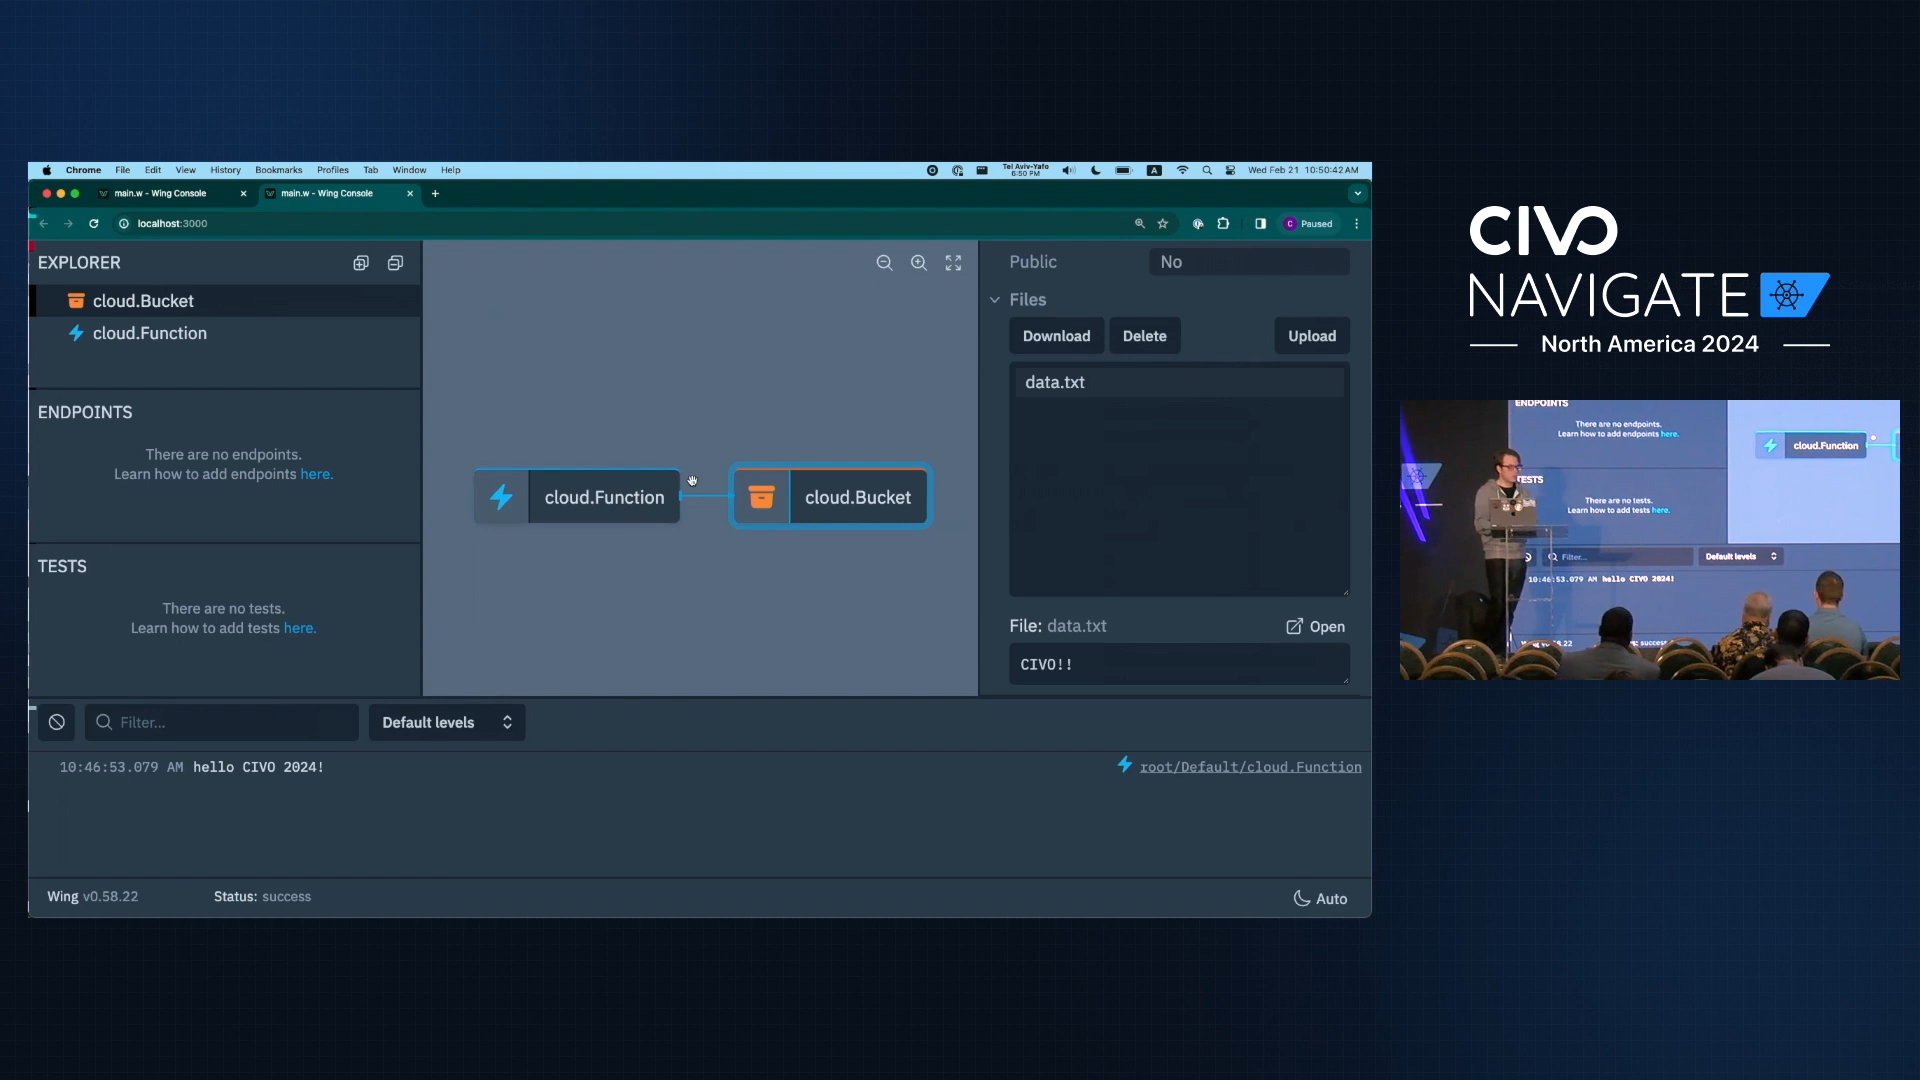 Chrome File Edit View History Bookmarks Profiles Tab Window Help
Tel Aviv-Yafo
6:50 PM
A
Wed Feb 21 10:50:42 AM
main.w - Wing Console
main.w - Wing Console
localhost:3000
C Paused
EXPLORER
cloud.Bucket
cloud.Function
ENDPOINTS
There are no endpoints.
Learn how to add endpoints here.
TESTS
There are no tests.
Learn how to add tests here.
cloud.Function
cloud.Bucket
Public No
Files
Download Delete Upload
data.txt
File: data.txt Open
CIVO!!
Filter...
Default levels
10:46:53.079 AM hello CIVO 2024!
root/Default/cloud.Function
Wing v0.58.22 Status: success
Auto
CIVO
NAVIGATE
North America 2024
ENDPOINTS
There are no endpoints.
Learn how to add endpoints here.
cloud.Function
TESTS
There are no tests.
Learn how to add tests here.
Filter...
Default levels
10:46:53.079 AM hello CIVO 2024!